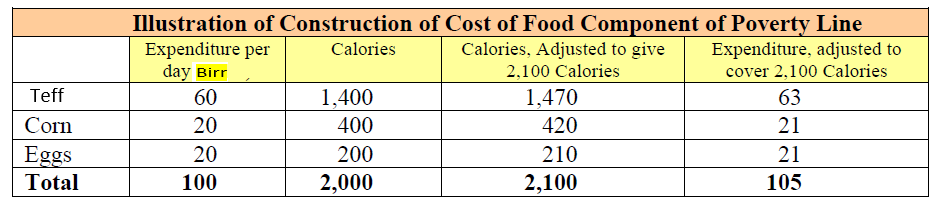 Illustration of Construction of Cost of Food Component of Poverty Line
Expenditure per day Birr Calories Calories, Adjusted to give 2,100 Calories Expenditure, adjusted to cover 2,100 Calories
Teff 60 1,400 1,470 63
Corn 20 400 420 21
Eggs 20 200 210 21
Total 100 2,000 2,100 105